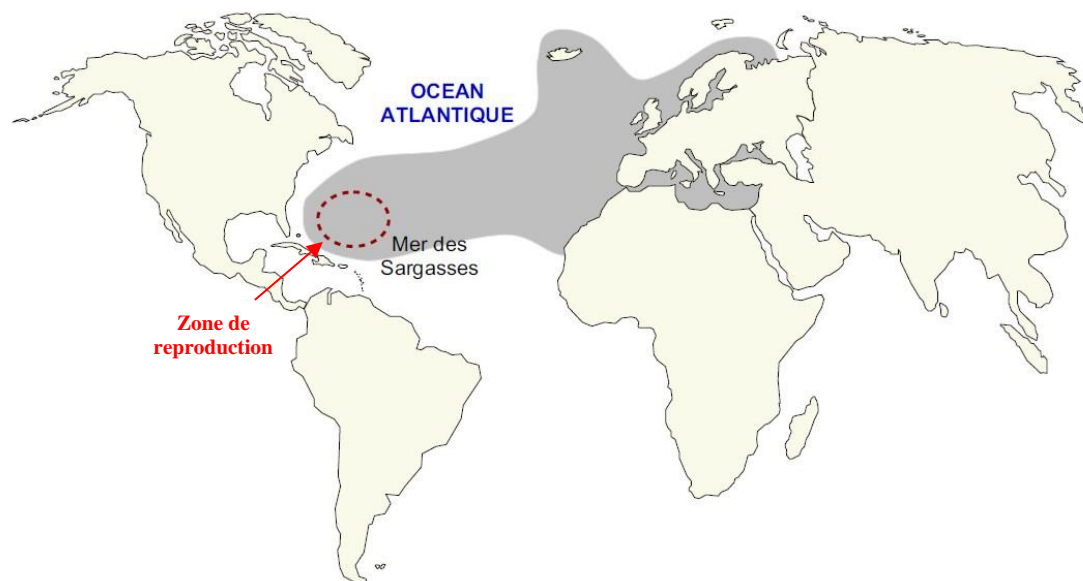 OCEAN
ATLANTIQUE
Mer des
Sargasses
Zone de
reproduction